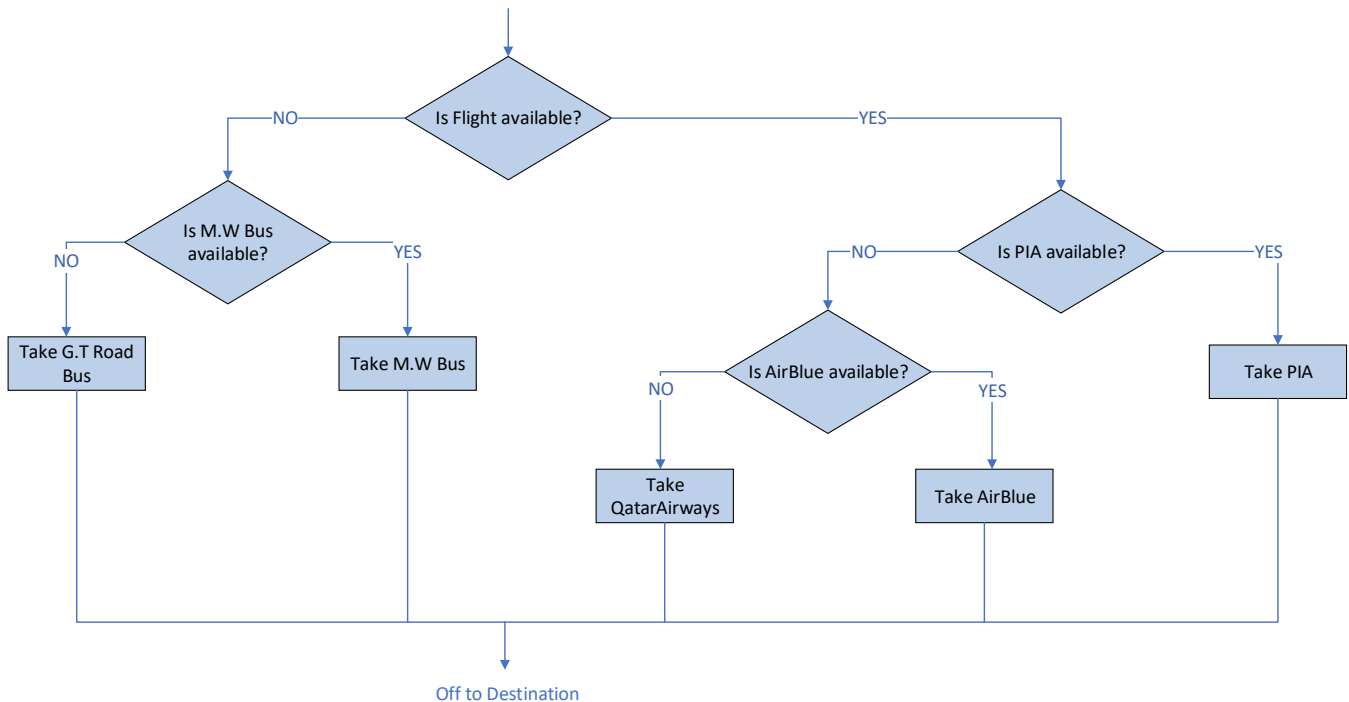 Is Flight available?
NO
YES
Is M.W Bus
available?
NO
YES
Is PIA available?
NO
YES
Take G.T Road
Bus
Take M.W Bus
Is AirBlue available?
NO
YES
Take PIA
Take
QatarAirways
Take AirBlue
Off to Destination